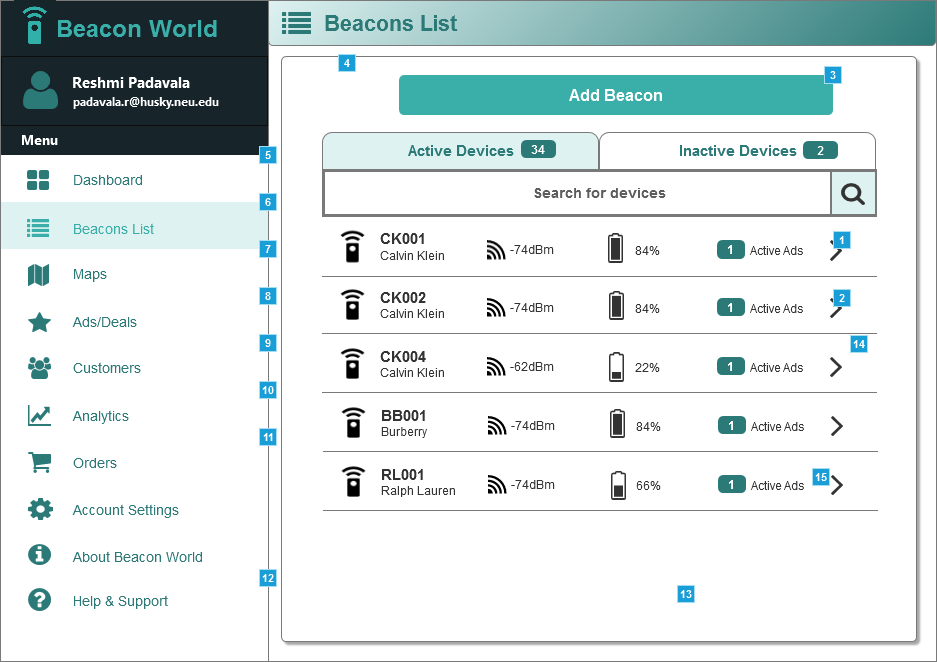 Beacon World
Reshmi Padavala
padavala.r@husky.neu.edu
Menu
5
Dashboard
6
Beacons List
7
Maps
8
Ads/Deals
9
Customers
10
Analytics
11
Orders
Account Settings
About Beacon World
12
Help & Support
Beacons List
4
3
Add Beacon
Active Devices 34
Inactive Devices 2
Search for devices
CK001
Calvin Klein
-74dBm
84%
1 Active Ads
1
CK002
Calvin Klein
-74dBm
84%
1 Active Ads
2
14
CK004
Calvin Klein
-62dBm
22%
1 Active Ads
BB001
Burberry
-74dBm
84%
1 Active Ads
RL001
Ralph Lauren
-74dBm
66%
1 Active Ads
15
13